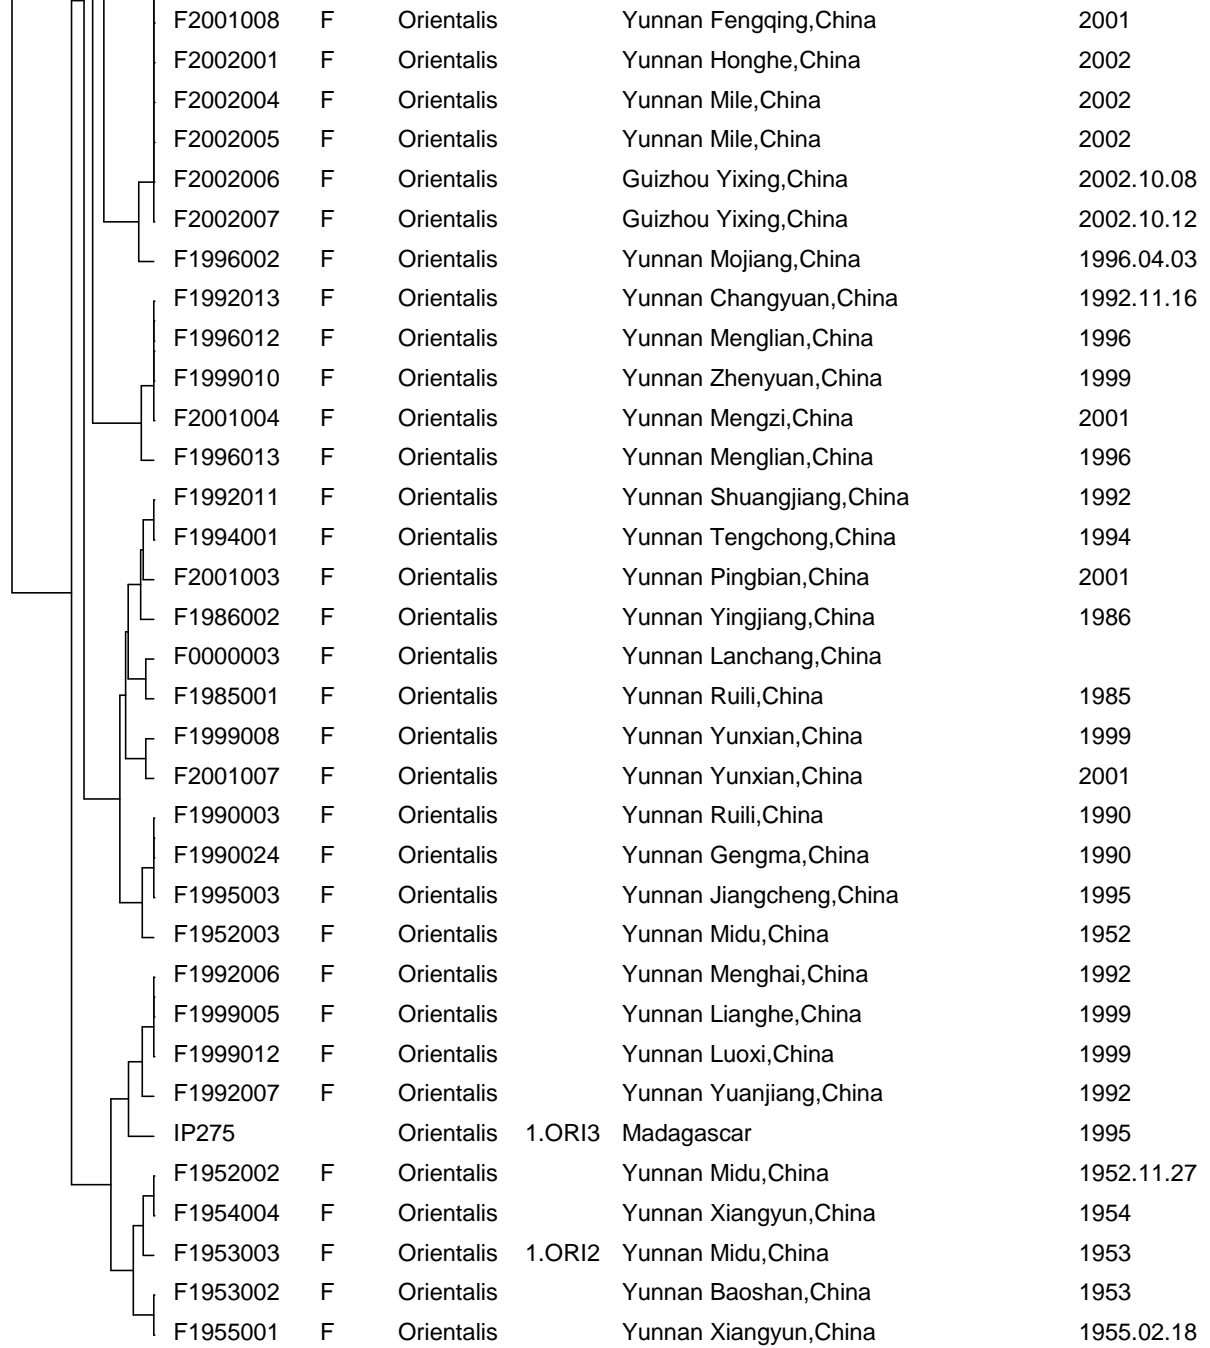 F2001008 F Orientalis Yunnan Fengqing,China 2001
F2002001 F Orientalis Yunnan Honghe,China 2002
F2002004 F Orientalis Yunnan Mile,China 2002
F2002005 F Orientalis Yunnan Mile,China 2002
F2002006 F Orientalis Guizhou Yixing,China 2002.10.08
F2002007 F Orientalis Guizhou Yixing,China 2002.10.12
F1996002 F Orientalis Yunnan Mojiang,China 1996.04.03
F1992013 F Orientalis Yunnan Changyuan,China 1992.11.16
F1996012 F Orientalis Yunnan Menglian,China 1996
F1999010 F Orientalis Yunnan Zhenyuan,China 1999
F2001004 F Orientalis Yunnan Mengzi,China 2001
F1996013 F Orientalis Yunnan Menglian,China 1996
F1992011 F Orientalis Yunnan Shuangjiang,China 1992
F1994001 F Orientalis Yunnan Tengchong,China 1994
F2001003 F Orientalis Yunnan Pingbian,China 2001
F1986002 F Orientalis Yunnan Yingjiang,China 1986
F0000003 F Orientalis Yunnan Lanchang,China
F1985001 F Orientalis Yunnan Ruili,China 1985
F1999008 F Orientalis Yunnan Yunxian,China 1999
F2001007 F Orientalis Yunnan Yunxian,China 2001
F1990003 F Orientalis Yunnan Ruili,China 1990
F1990024 F Orientalis Yunnan Gengma,China 1990
F1995003 F Orientalis Yunnan Jiangcheng,China 1995
F1952003 F Orientalis Yunnan Midu,China 1952
F1992006 F Orientalis Yunnan Menghai,China 1992
F1999005 F Orientalis Yunnan Lianghe,China 1999
F1999012 F Orientalis Yunnan Luoxi,China 1999
F1992007 F Orientalis Yunnan Yuanjiang,China 1992
IP275 Orientalis 1.ORI3 Madagascar 1995
F1952002 F Orientalis Yunnan Midu,China 1952.11.27
F1954004 F Orientalis Yunnan Xiangyun,China 1954
F1953003 F Orientalis 1.ORI2 Yunnan Midu,China 1953
F1953002 F Orientalis Yunnan Baoshan,China 1953
F1955001 F Orientalis Yunnan Xiangyun,China 1955.02.18